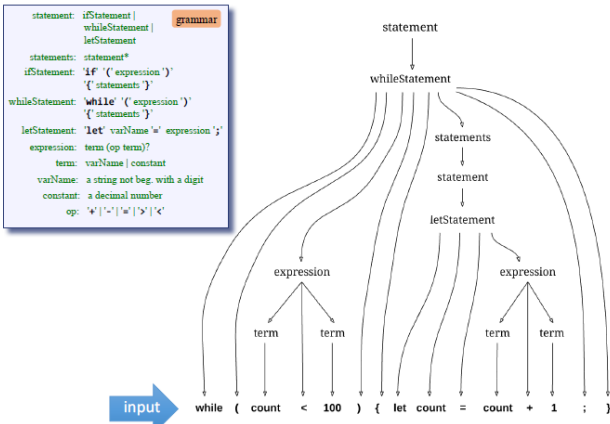 statement: ifStatement |
whileStatement |
letStatement
grammar
statements: statement*
ifStatement: 'if' '(' expression ')'
'{' statements '}'
whileStatement: 'while' '(' expression ')'
'{' statements '}'
letStatement: 'let' varName '=' expression ';'
expression: term (op term)?
term: varName | constant
varName: a string not beg. with a digit
constant: a decimal number
op: '+' | '-' | '=' | '>' | '<'
statement
whileStatement
statements
statement
letStatement
expression expression
term term term term
input while ( count < 100 ) { let count = count + 1 ; }